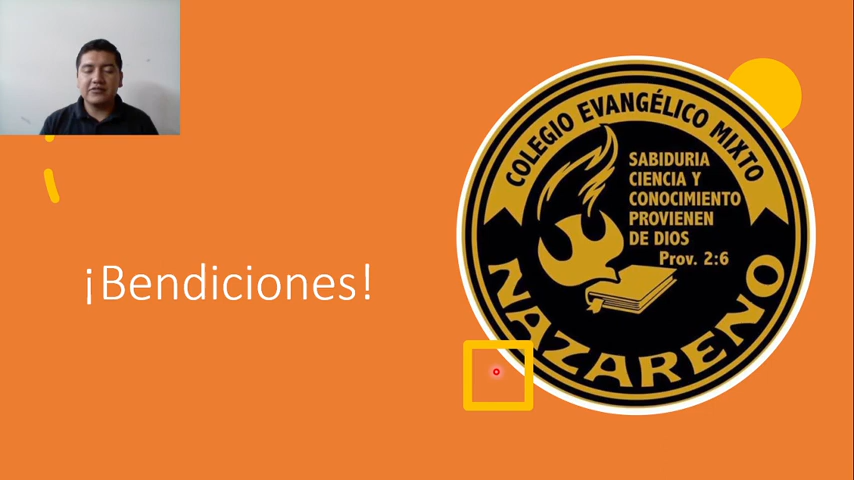 ¡Bendiciones!
COLEGIO EVANGÉLICO MIXTO
SABIDURIA
CIENCIA Y
CONOCIMIENTO
PROVIENEN
DE DIOS
Prov. 2:6
NAZARENO